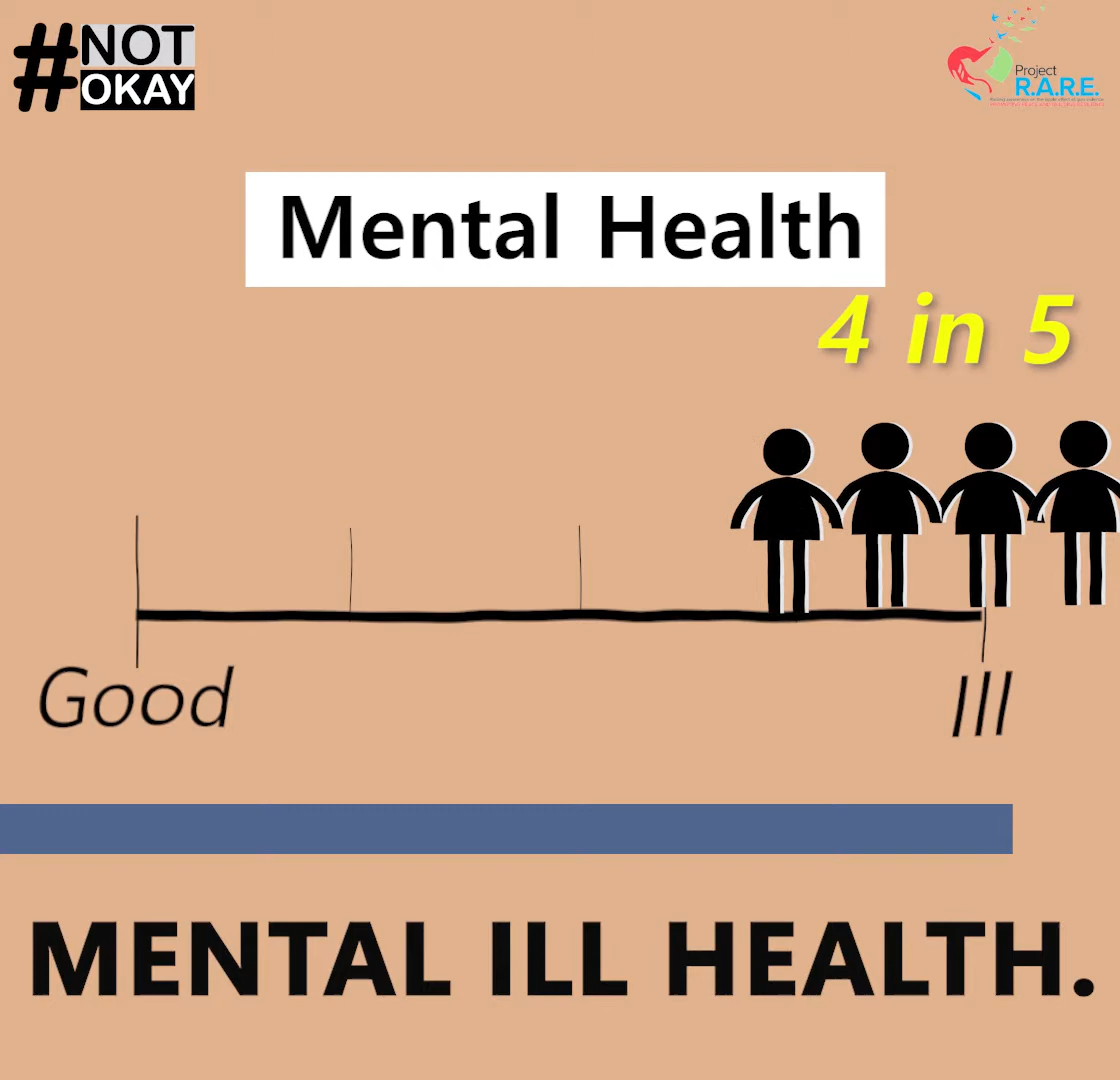 #NOT
OKAY
Project
R.A.R.E.
Mental Health
4 in 5
Good
Ill
MENTAL ILL HEALTH.